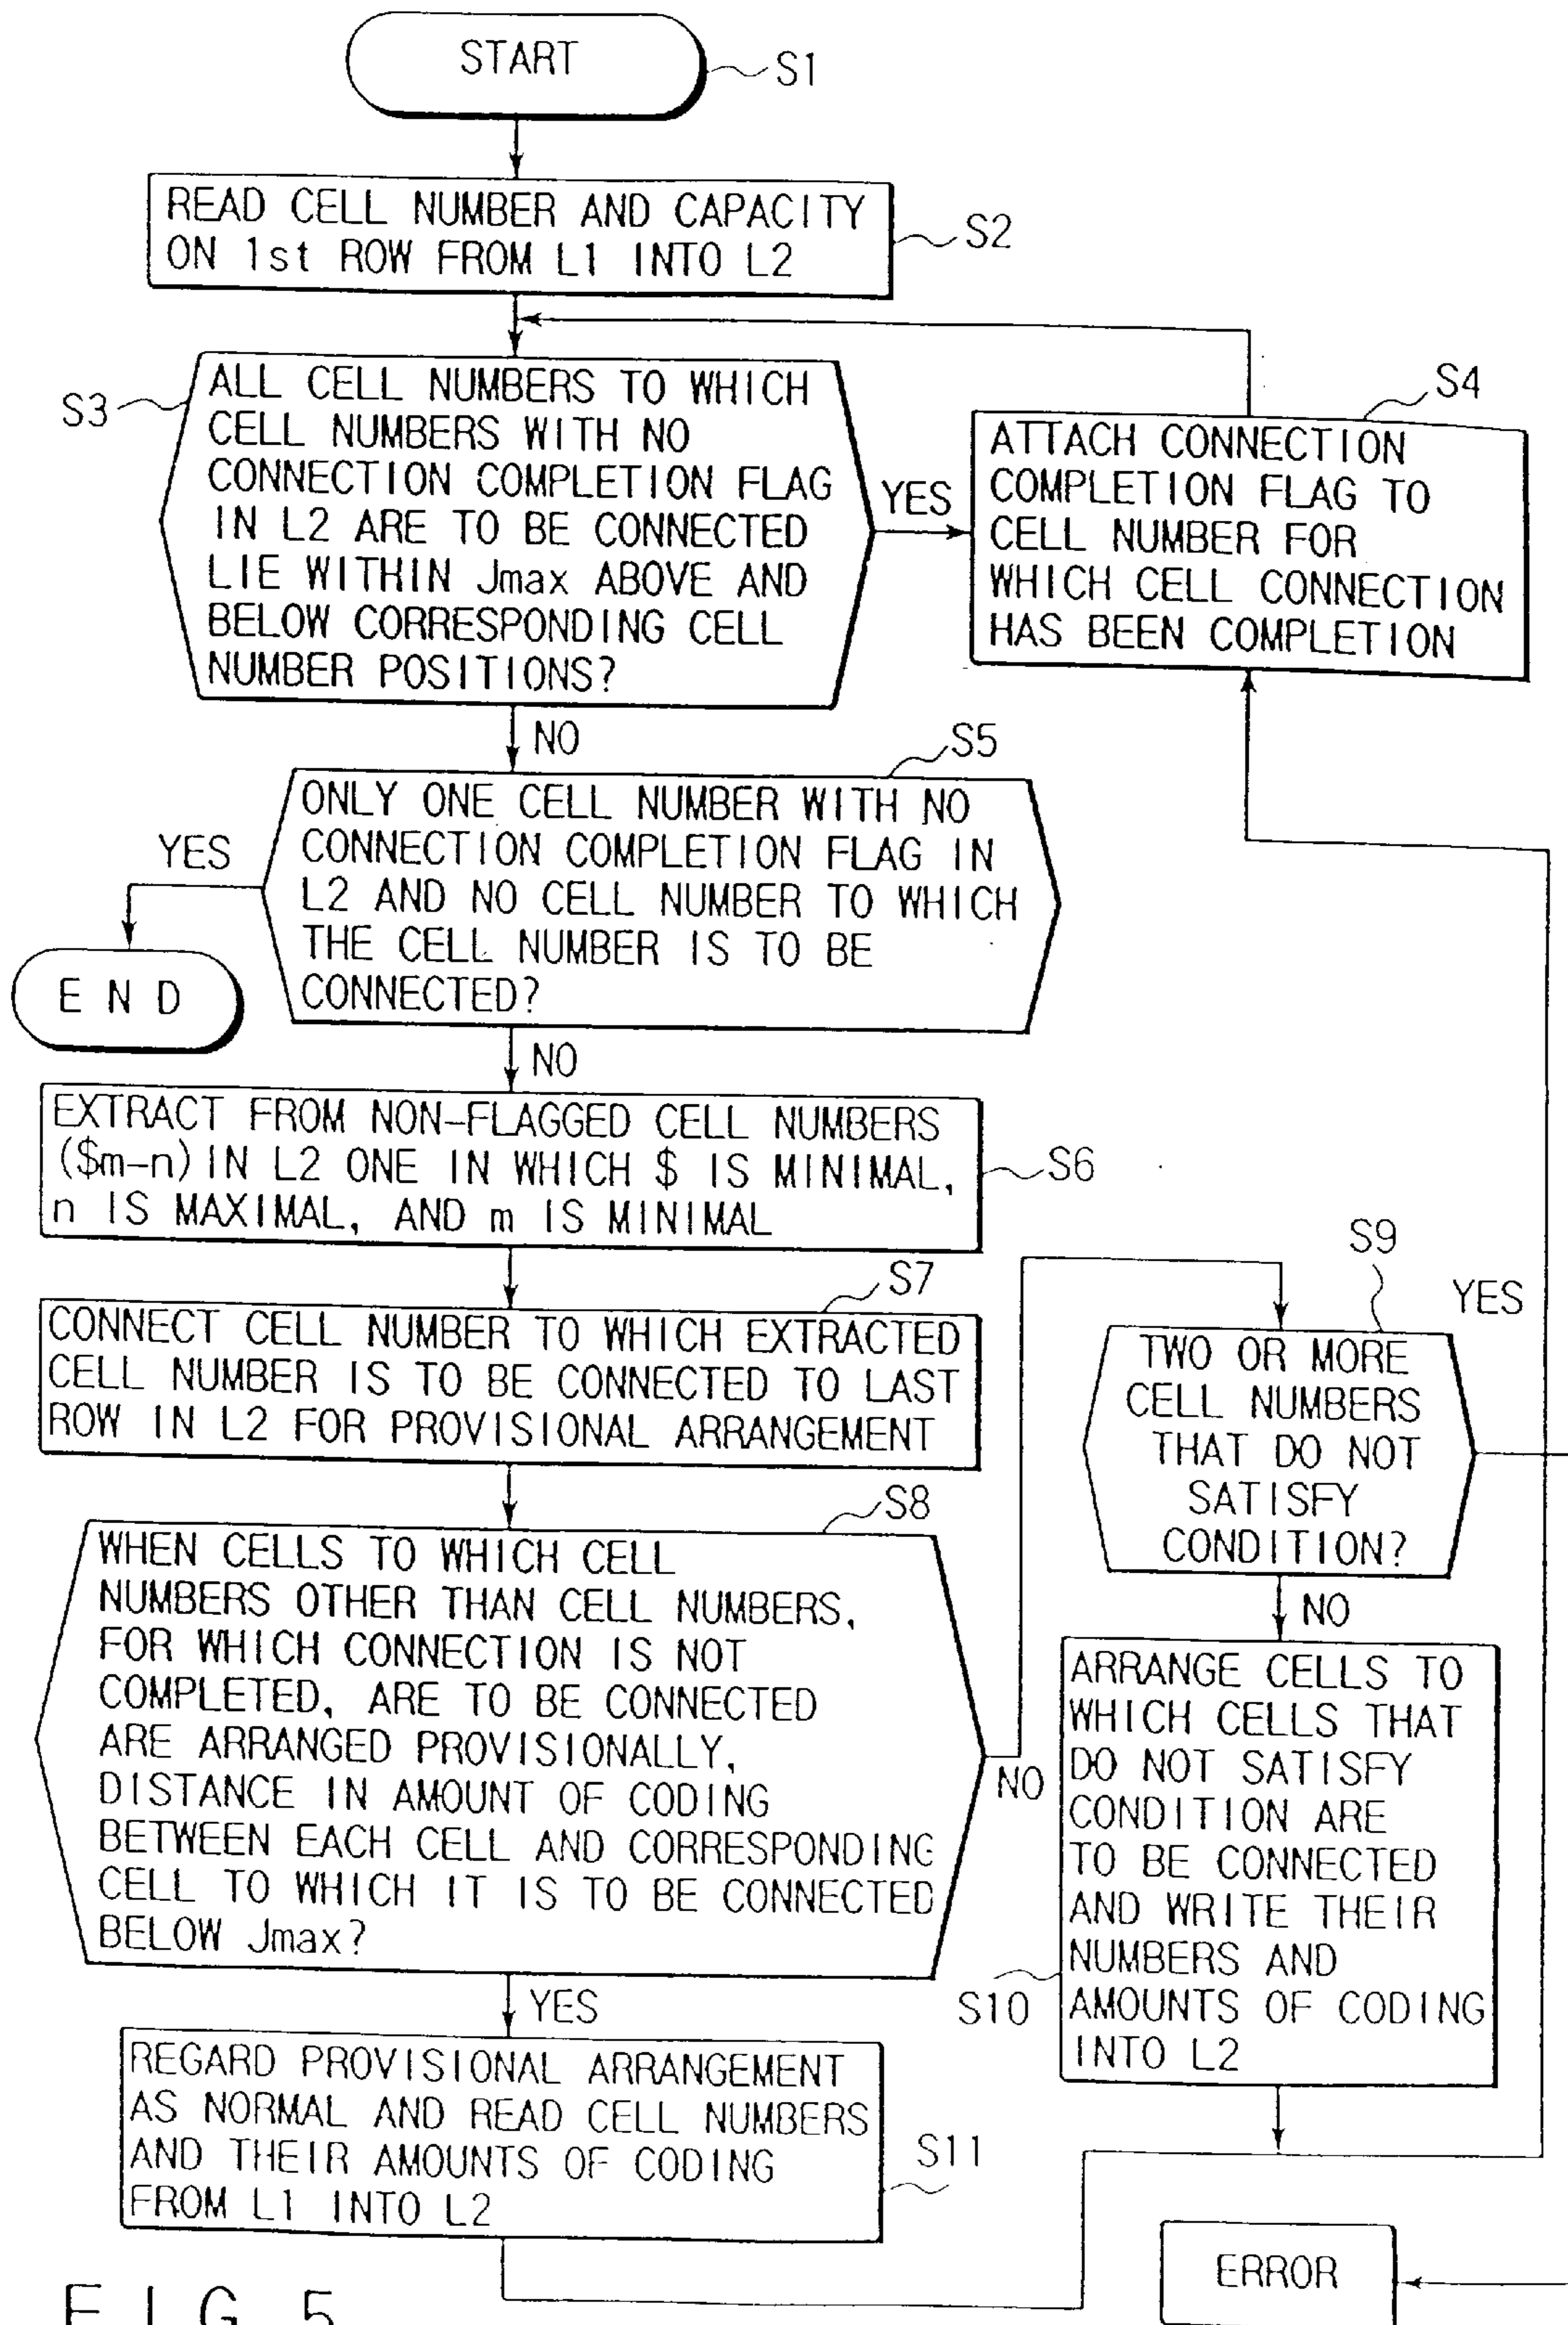 START
S1
READ CELL NUMBER AND CAPACITY
ON 1st ROW FROM L1 INTO L2
S2
S3
ALL CELL NUMBERS TO WHICH
CELL NUMBERS WITH NO
CONNECTION COMPLETION FLAG
IN L2 ARE TO BE CONNECTED
LIE WITHIN Jmax ABOVE AND
BELOW CORRESPONDING CELL
NUMBER POSITIONS?
YES
S4
ATTACH CONNECTION
COMPLETION FLAG TO
CELL NUMBER FOR
WHICH CELL CONNECTION
HAS BEEN COMPLETION
NO
S5
ONLY ONE CELL NUMBER WITH NO
CONNECTION COMPLETION FLAG IN
L2 AND NO CELL NUMBER TO WHICH
THE CELL NUMBER IS TO BE
CONNECTED?
YES
END
NO
EXTRACT FROM NON-FLAGGED CELL NUMBERS
($m-n) IN L2 ONE IN WHICH $ IS MINIMAL,
n IS MAXIMAL, AND m IS MINIMAL
S6
S7
CONNECT CELL NUMBER TO WHICH EXTRACTED
CELL NUMBER IS TO BE CONNECTED TO LAST
ROW IN L2 FOR PROVISIONAL ARRANGEMENT
S8
WHEN CELLS TO WHICH CELL
NUMBERS OTHER THAN CELL NUMBERS,
FOR WHICH CONNECTION IS NOT
COMPLETED, ARE TO BE CONNECTED
ARE ARRANGED PROVISIONALLY,
DISTANCE IN AMOUNT OF CODING
BETWEEN EACH CELL AND CORRESPONDING
CELL TO WHICH IT IS TO BE CONNECTED
BELOW Jmax?
NO
S9
YES
TWO OR MORE
CELL NUMBERS
THAT DO NOT
SATISFY
CONDITION?
NO
ARRANGE CELLS TO
WHICH CELLS THAT
DO NOT SATISFY
CONDITION ARE
TO BE CONNECTED
AND WRITE THEIR
NUMBERS AND
AMOUNTS OF CODING
INTO L2
S10
YES
REGARD PROVISIONAL ARRANGEMENT
AS NORMAL AND READ CELL NUMBERS
AND THEIR AMOUNTS OF CODING
FROM L1 INTO L2
S11
ERROR
FIG. 5